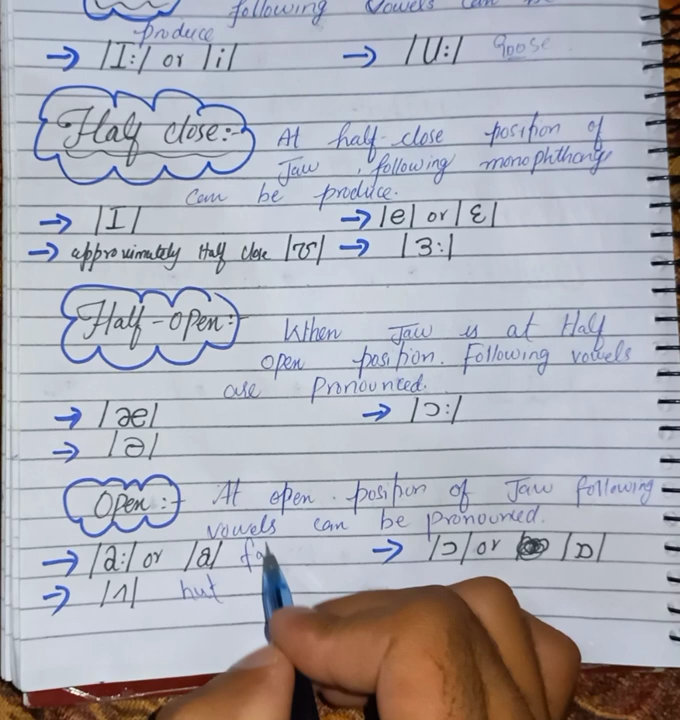 following Vowels can be
produce
→ |I:| or |i| → |U:| goose
Half close:- At half-close position of
Jaw, following monophthong
can be produce.
→ |I| → |e| or |ɛ|
→ approximately Half close |ʊ| → |3:|
Half-open:- When Jaw is at Half
open position. Following vowels
are pronounced.
→ |æ| → |ɔ:|
→ |ə|
Open:- At open position of Jaw following
vowels can be pronounced.
→ |a:| or |a| fa → |ɔ| or |ɒ|
→ |ʌ| hut